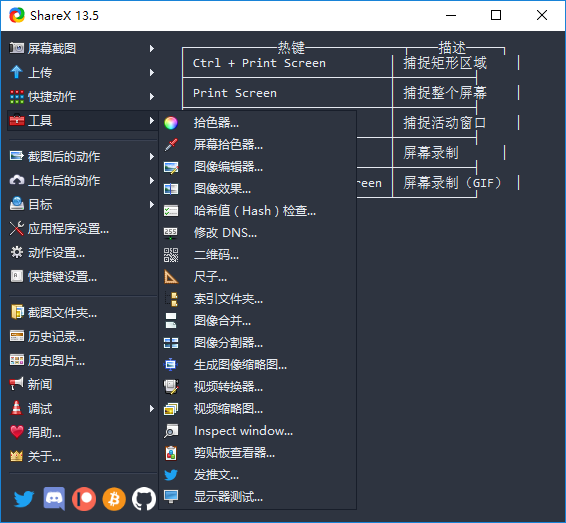 ShareX 13.5
屏幕截图
上传
快捷动作
工具
截图后的动作
上传后的动作
目标
应用程序设置...
动作设置...
快捷键设置...
截图文件夹...
历史记录...
历史图片...
新闻
调试
捐助...
关于...
热键 描述
Ctrl + Print Screen 捕捉矩形区域
Print Screen 捕捉整个屏幕
捕捉活动窗口
屏幕录制
een 屏幕录制（GIF）
拾色器...
屏幕拾色器...
图像编辑器...
图像效果...
哈希值（Hash）检查...
修改 DNS...
二维码...
尺子...
索引文件夹...
图像合并...
图像分割器...
生成图像缩略图...
视频转换器...
视频缩略图...
Inspect window...
剪贴板查看器...
发推文...
显示器测试...